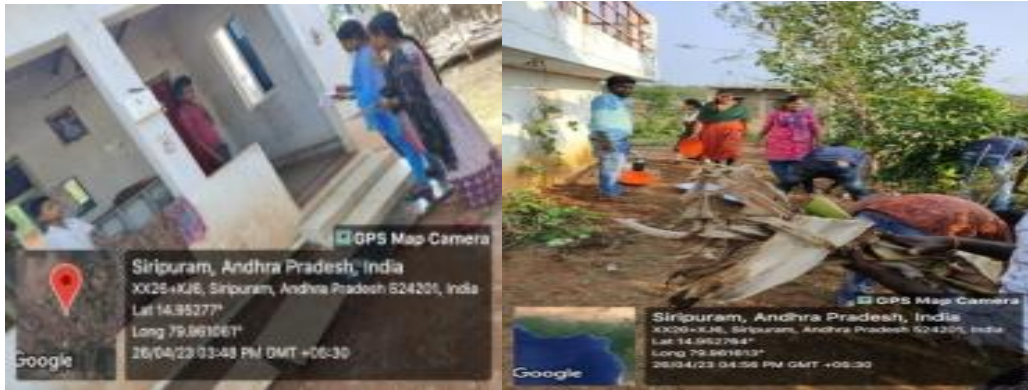 GPS Map Camera
Siripuram, Andhra Pradesh, India
XX26+XJ6, Siripuram, Andhra Pradesh 524201, India
Lat 14.95277°
Long 79.961061°
26/04/23 03:48 PM GMT +05:30
Google
GPS Map Camera
Siripuram, Andhra Pradesh, India
XX26+XJ6, Siripuram, Andhra Pradesh 524201, India
Lat 14.952764°
Long 79.961613°
26/04/23 04:56 PM GMT +05:30
Google